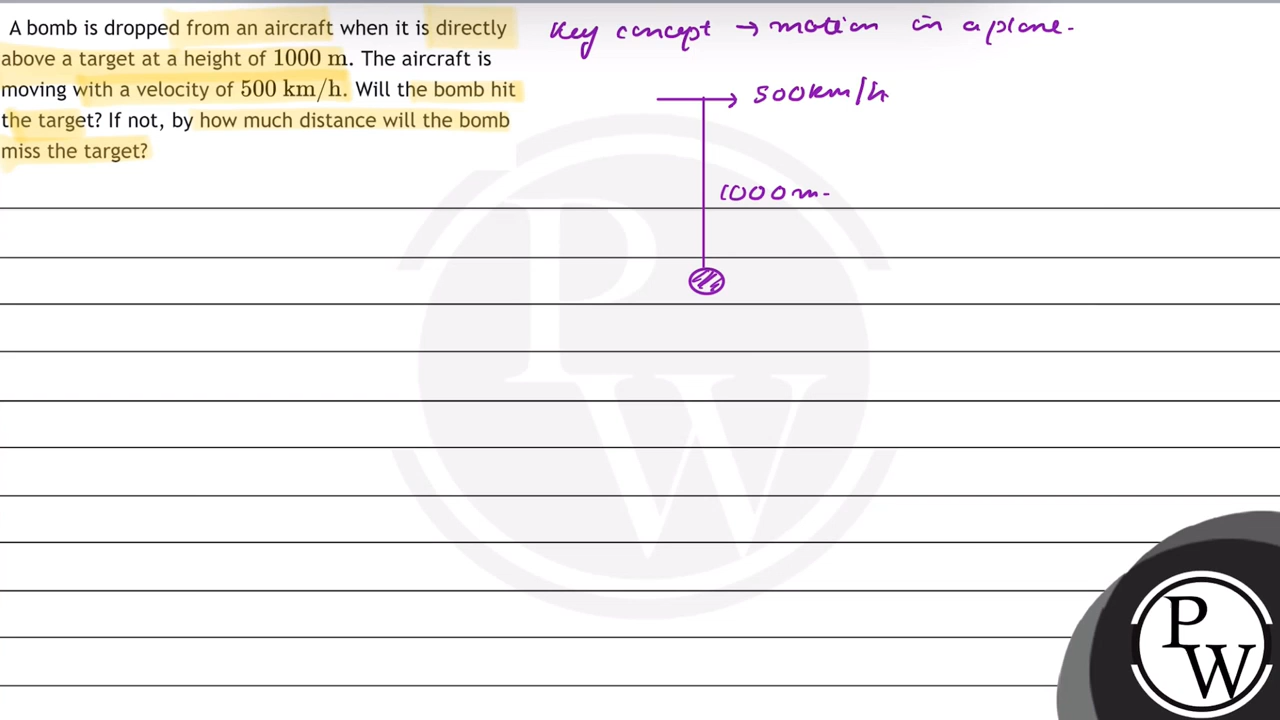 A bomb is dropped from an aircraft when it is directly
above a target at a height of 1000 m. The aircraft is
moving with a velocity of 500 km/h. Will the bomb hit
the target? If not, by how much distance will the bomb
miss the target?
Key concept → motion in a plane.
500km/h
1000m.
PW
PW